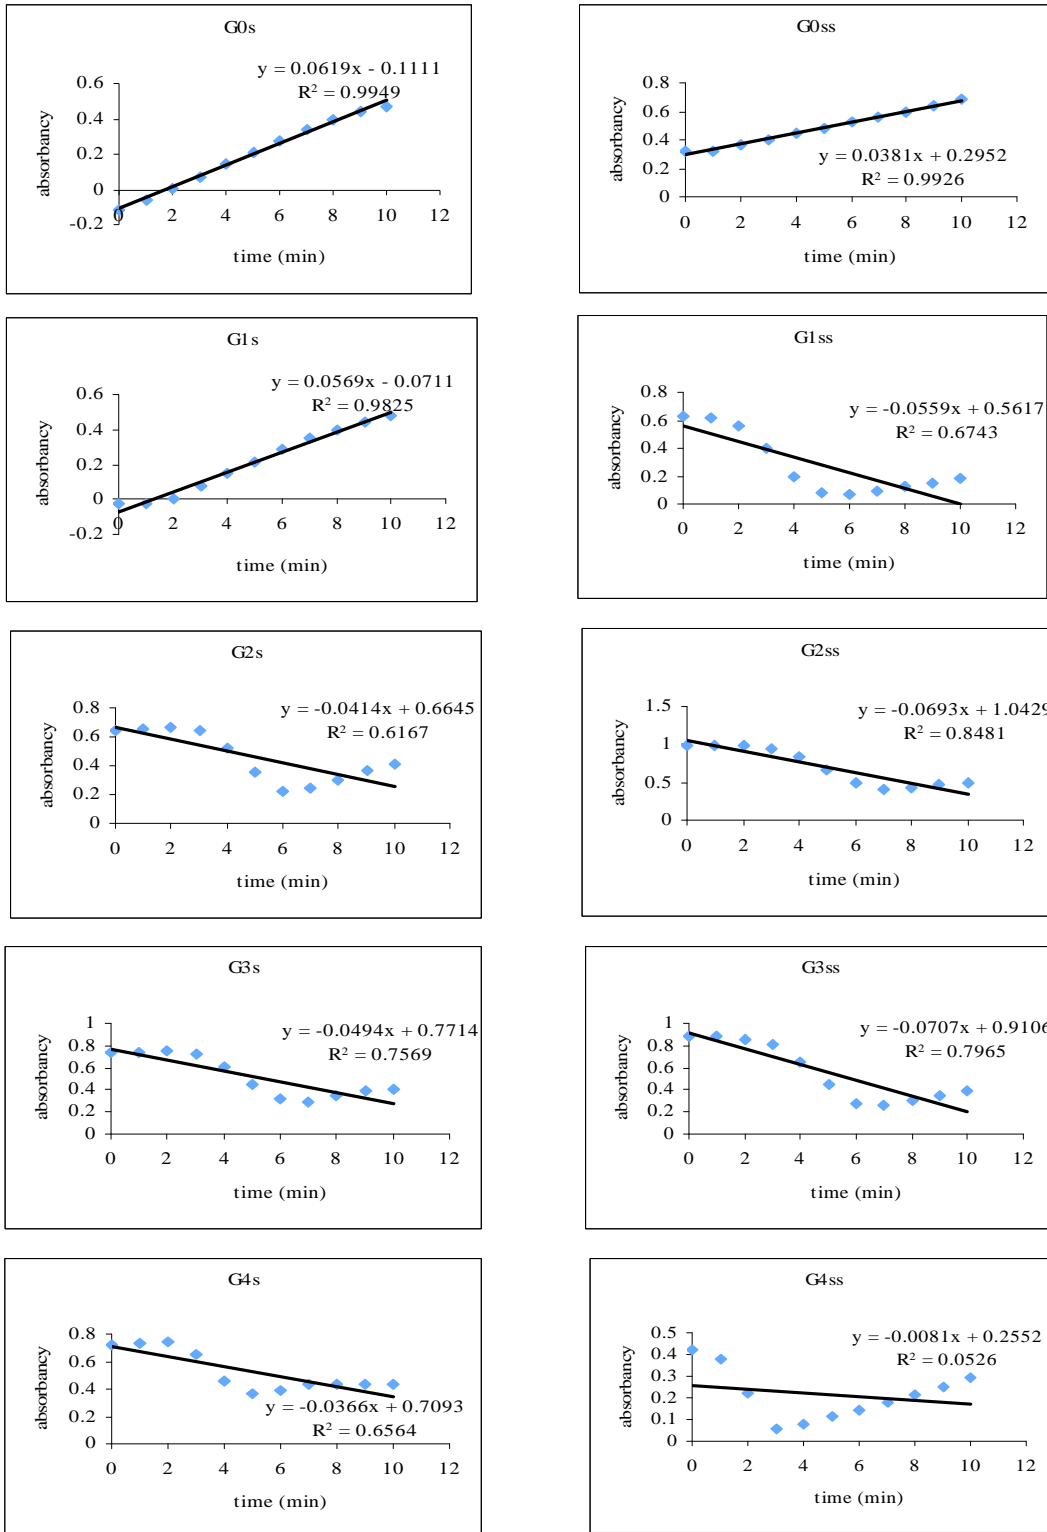 G0s
y = 0.0619x - 0.1111
R² = 0.9949
0.6
0.4
0.2
0
-0.2
absorbancy
0 2 4 6 8 10 12
time (min)
G0ss
0.8
0.6
0.4
0.2
0
absorbancy
y = 0.0381x + 0.2952
R² = 0.9926
0 2 4 6 8 10 12
time (min)
G1s
y = 0.0569x - 0.0711
R² = 0.9825
0.6
0.4
0.2
0
-0.2
absorbancy
0 2 4 6 8 10 12
time (min)
G1ss
y = -0.0559x + 0.5617
R² = 0.6743
0.8
0.6
0.4
0.2
0
absorbancy
0 2 4 6 8 10 12
time (min)
G2s
y = -0.0414x + 0.6645
R² = 0.6167
0.8
0.6
0.4
0.2
0
absorbancy
0 2 4 6 8 10 12
time (min)
G2ss
y = -0.0693x + 1.0429
R² = 0.8481
1.5
1
0.5
0
absorbancy
0 2 4 6 8 10 12
time (min)
G3s
y = -0.0494x + 0.7714
R² = 0.7569
1
0.8
0.6
0.4
0.2
0
absorbancy
0 2 4 6 8 10 12
time (min)
G3ss
y = -0.0707x + 0.9106
R² = 0.7965
1
0.8
0.6
0.4
0.2
0
absorbancy
0 2 4 6 8 10 12
time (min)
G4s
0.8
0.6
0.4
0.2
0
absorbancy
y = -0.0366x + 0.7093
R² = 0.6564
0 2 4 6 8 10 12
time (min)
G4ss
y = -0.0081x + 0.2552
R² = 0.0526
0.5
0.4
0.3
0.2
0.1
0
absorbancy
0 2 4 6 8 10 12
time (min)